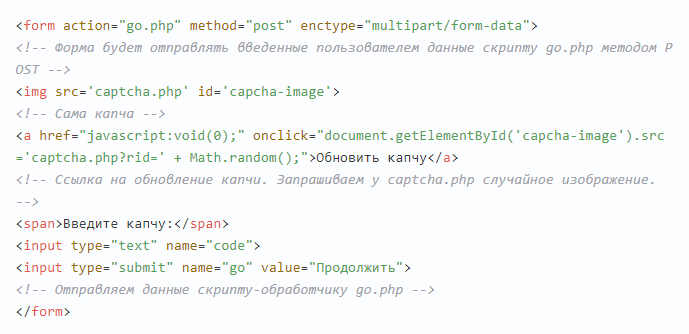 <form action="go.php" method="post" enctype="multipart/form-data">
<!-- Форма будет отправлять введенные пользователем данные скрипту go.php методом P
OST -->
<img src='captcha.php' id='capcha-image'>
<!-- Сама капча -->
<a href="javascript:void(0);" onclick="document.getElementById('capcha-image').src
='captcha.php?rid=' + Math.random();">Обновить капчу</a>
<!-- Ссылка на обновление капчи. Запрашиваем у captcha.php случайное изображение.
-->
<span>Введите капчу:</span>
<input type="text" name="code">
<input type="submit" name="go" value="Продолжить">
<!-- Отправляем данные скрипту-обработчику go.php -->
</form>